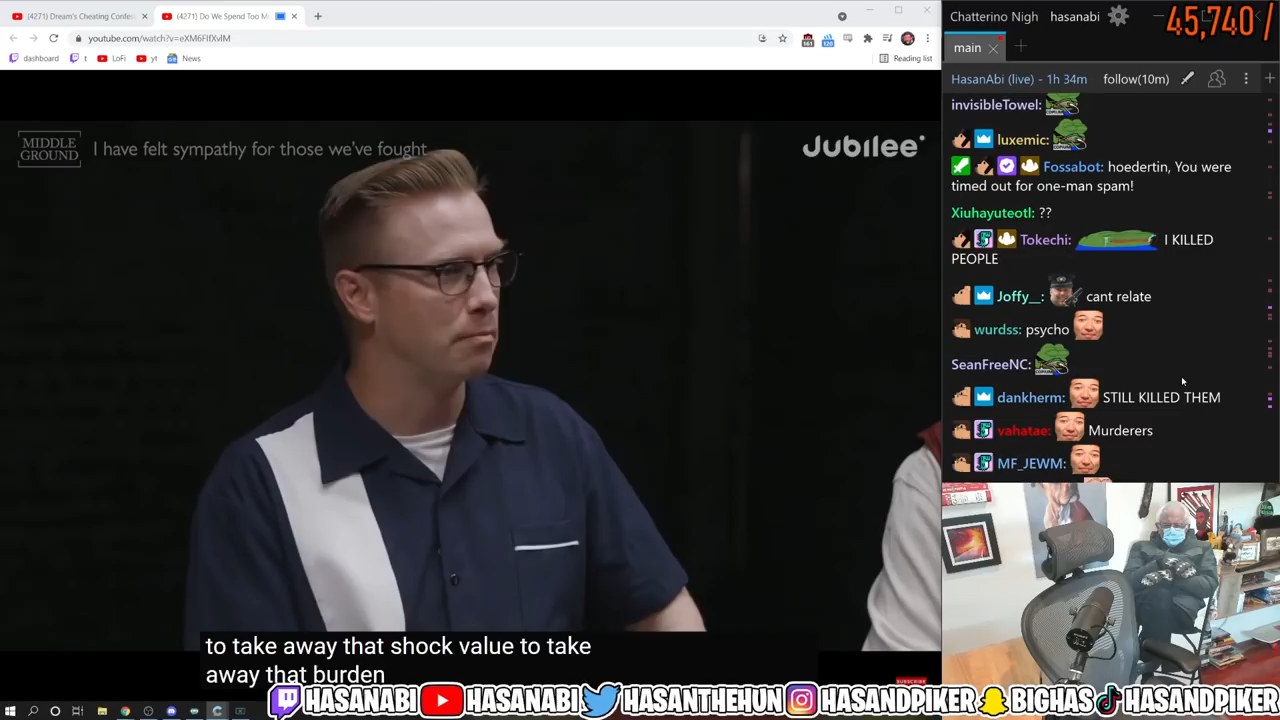 (4271) Dream's Cheating Confe
(4271) Do We Spend Too M
youtube.com/watch?v=eXM6FIfXvIM
161
120
dashboard
t
LoFi
yt
News
Reading list
MIDDLE
GROUND
I have felt sympathy for those we've fought
Jubilee
to take away that shock value to take
away that burden
SUBSCRIBE
Chatterino Nigh
hasanabi
45,740 /
main
HasanAbi (live) - 1h 34m
follow(10m)
invisibleTowel:
luxemic:
Fossabot: hoedertin, You were
timed out for one-man spam!
Xiuhayuteotl: ??
Tokechi: I KILLED
PEOPLE
Joffy__: cant relate
wurdss: psycho
SeanFreeNC:
dankherm: STILL KILLED THEM
vahatae: Murderers
MF_JEWM:
HASANABI
HASANABI
HASANTHEHUN
HASANDPIKER
BIGHAS
HASANDPIKER